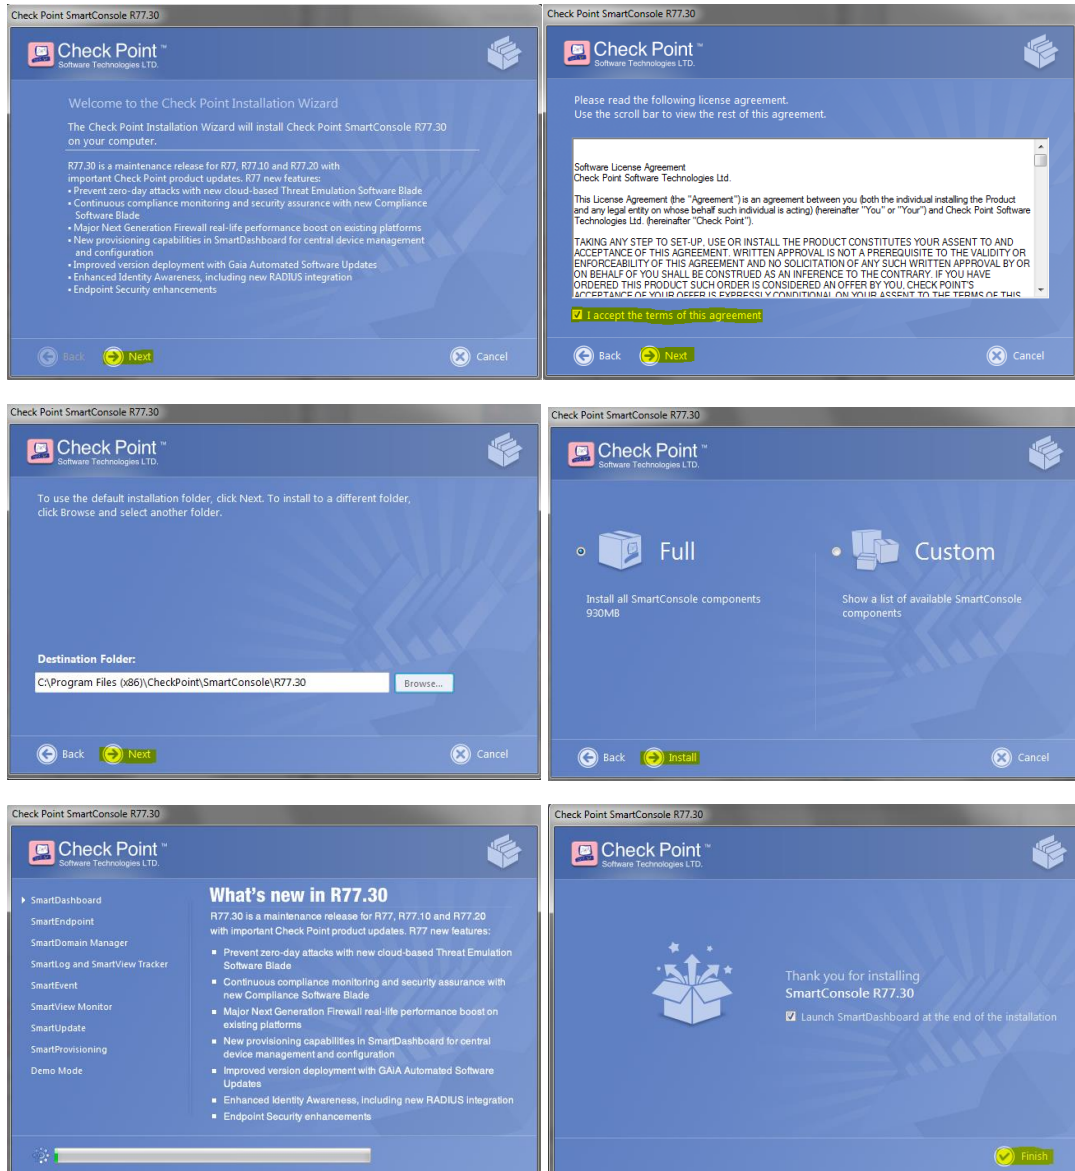 Check Point SmartConsole R77.30
Check Point ™
Software Technologies LTD.
Welcome to the Check Point Installation Wizard
The Check Point Installation Wizard will install Check Point SmartConsole R77.30
on your computer.
R77.30 is a maintenance release for R77, R77.10 and R77.20 with
important Check Point product updates. R77 new features:
• Prevent zero-day attacks with new cloud-based Threat Emulation Software Blade
• Continuous compliance monitoring and security assurance with new Compliance
Software Blade
• Major Next Generation Firewall real-life performance boost on existing platforms
• New provisioning capabilities in SmartDashboard for central device management
and configuration
• Improved version deployment with Gaia Automated Software Updates
• Enhanced Identity Awareness, including new RADIUS integration
• Endpoint Security enhancements
Back
Next
Cancel
Check Point SmartConsole R77.30
Check Point ™
Software Technologies LTD.
Please read the following license agreement.
Use the scroll bar to view the rest of this agreement.
Software License Agreement
Check Point Software Technologies Ltd.
This License Agreement (the "Agreement") is an agreement between you (both the individual installing the Product
and any legal entity on whose behalf such individual is acting) (hereinafter "You" or "Your") and Check Point Software
Technologies Ltd. (hereinafter "Check Point").
TAKING ANY STEP TO SET-UP, USE OR INSTALL THE PRODUCT CONSTITUTES YOUR ASSENT TO AND
ACCEPTANCE OF THIS AGREEMENT. WRITTEN APPROVAL IS NOT A PREREQUISITE TO THE VALIDITY OR
ENFORCEABILITY OF THIS AGREEMENT AND NO SOLICITATION OF ANY SUCH WRITTEN APPROVAL BY OR
ON BEHALF OF YOU SHALL BE CONSTRUED AS AN INFERENCE TO THE CONTRARY. IF YOU HAVE
ORDERED THIS PRODUCT SUCH ORDER IS CONSIDERED AN OFFER BY YOU, CHECK POINT'S
ACCEPTANCE OF YOUR OFFER IS EXPRESSLY CONDITIONAL ON YOUR ASSENT TO THE TERMS OF THIS
I accept the terms of this agreement
Back
Next
Cancel
Check Point SmartConsole R77.30
Check Point ™
Software Technologies LTD.
To use the default installation folder, click Next. To install to a different folder,
click Browse and select another folder.
Destination Folder:
C:\Program Files (x86)\CheckPoint\SmartConsole\R77.30
Browse...
Back
Next
Cancel
Check Point SmartConsole R77.30
Check Point ™
Software Technologies LTD.
Full
Install all SmartConsole components
930MB
Custom
Show a list of available SmartConsole
components
Back
Install
Cancel
Check Point SmartConsole R77.30
Check Point ™
Software Technologies LTD.
SmartDashboard
SmartEndpoint
SmartDomain Manager
SmartLog and SmartView Tracker
SmartEvent
SmartView Monitor
SmartUpdate
SmartProvisioning
Demo Mode
What's new in R77.30
R77.30 is a maintenance release for R77, R77.10 and R77.20
with important Check Point product updates. R77 new features:
▪ Prevent zero-day attacks with new cloud-based Threat Emulation
Software Blade
▪ Continuous compliance monitoring and security assurance with
new Compliance Software Blade
▪ Major Next Generation Firewall real-life performance boost on
existing platforms
▪ New provisioning capabilities in SmartDashboard for central
device management and configuration
▪ Improved version deployment with GAiA Automated Software
Updates
▪ Enhanced Identity Awareness, including new RADIUS integration
▪ Endpoint Security enhancements
Check Point SmartConsole R77.30
Check Point ™
Software Technologies LTD.
Thank you for installing
SmartConsole R77.30
Launch SmartDashboard at the end of the installation
Finish